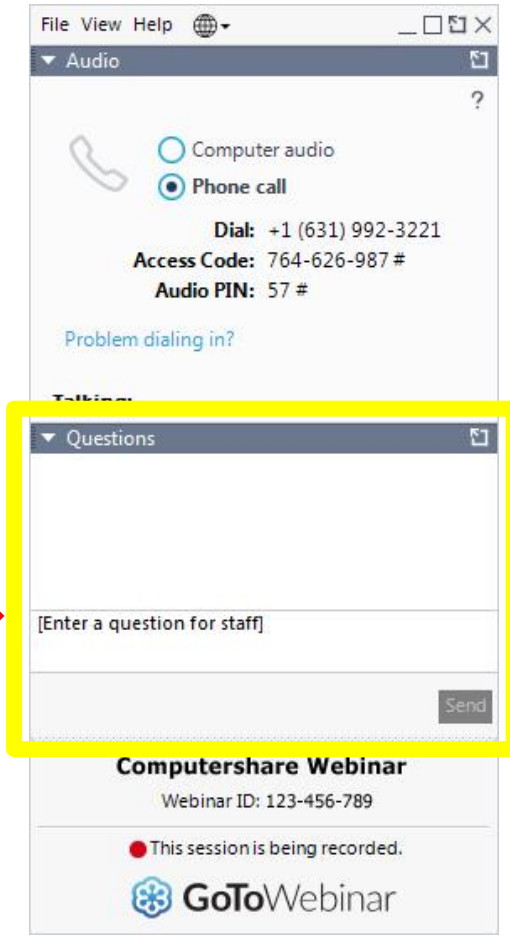 File View Help
Audio
?
Computer audio
Phone call
Dial: +1 (631) 992-3221
Access Code: 764-626-987 #
Audio PIN: 57 #
Problem dialing in?
Talking:
Questions
[Enter a question for staff]
Send
Computershare Webinar
Webinar ID: 123-456-789
This session is being recorded.
GoToWebinar